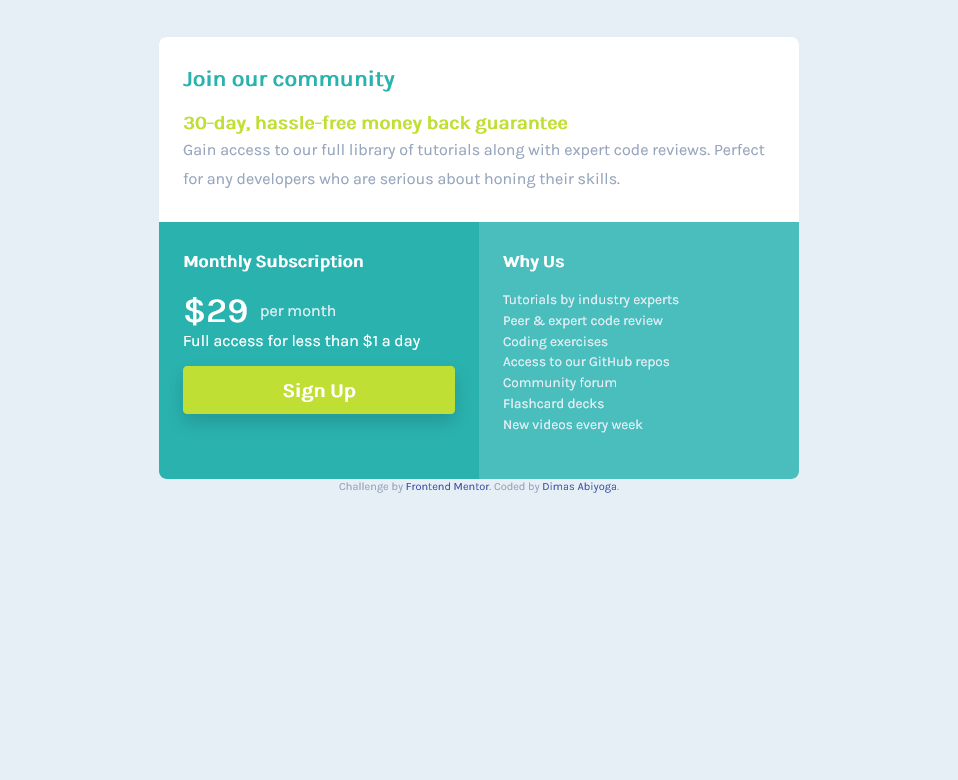 Join our community
30-day, hassle-free money back guarantee
Gain access to our full library of tutorials along with expert code reviews. Perfect
for any developers who are serious about honing their skills.
Monthly Subscription
$29 per month
Full access for less than $1 a day
Sign Up
Why Us
Tutorials by industry experts
Peer & expert code review
Coding exercises
Access to our GitHub repos
Community forum
Flashcard decks
New videos every week
Challenge by Frontend Mentor. Coded by Dimas Abiyoga.